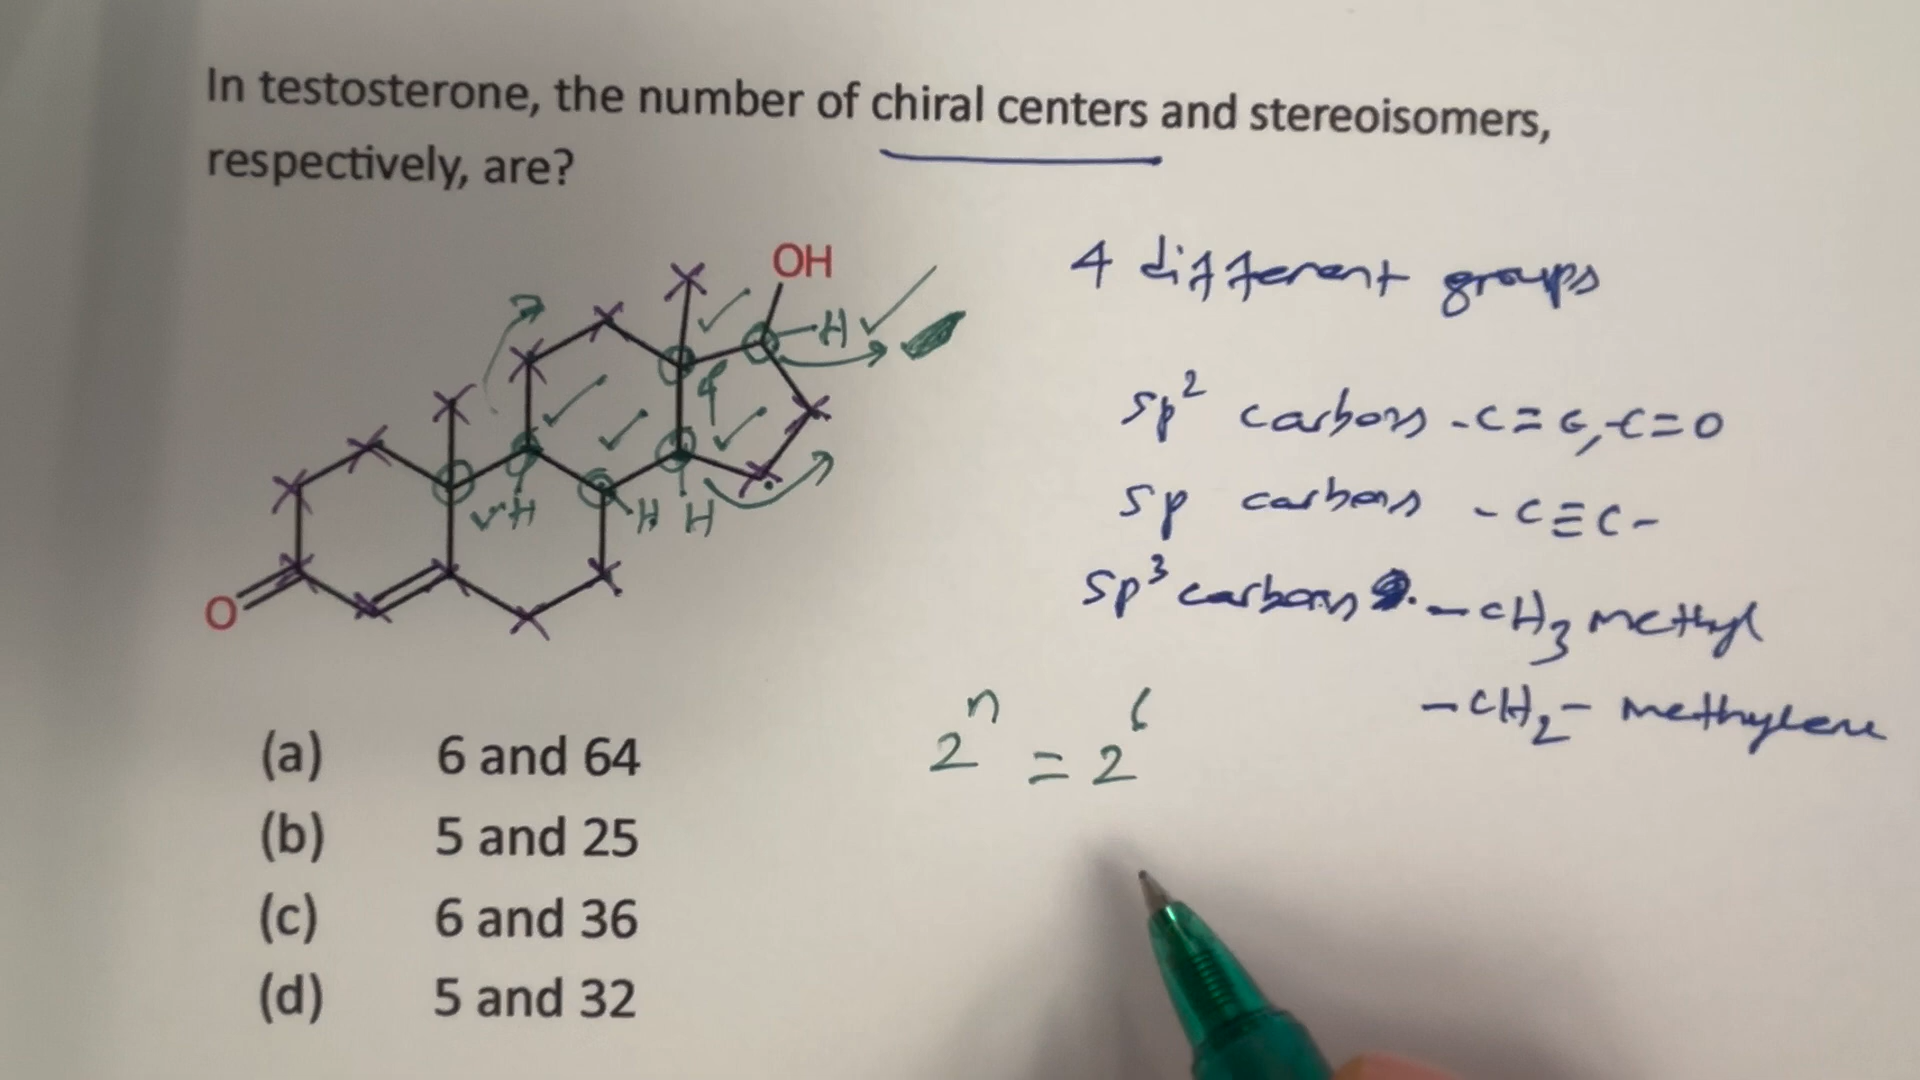 In testosterone, the number of chiral centers and stereoisomers,
respectively, are?
OH
H
H
H
H
O
4 different groups
sp² carbons -C=C, -C=O
sp carbons -C≡C-
sp³ carbons -CH₃ methyl
-CH₂- methylene
2ⁿ = 2⁶
(a) 6 and 64
(b) 5 and 25
(c) 6 and 36
(d) 5 and 32